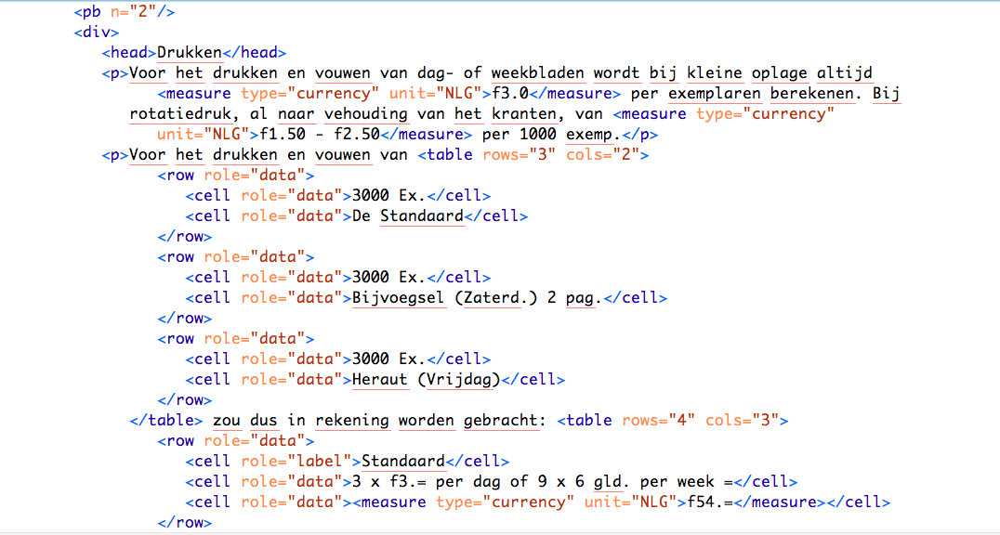 <pb n="2"/>
<div>
<head>Drukken</head>
<p>Voor het drukken en vouwen van dag- of weekbladen wordt bij kleine oplage altijd
<measure type="currency" unit="NLG">f3.0</measure> per exemplaren berekenen. Bij
rotatiedruk, al naar vehouding van het kranten, van <measure type="currency"
unit="NLG">f1.50 - f2.50</measure> per 1000 exemp.</p>
<p>Voor het drukken en vouwen van <table rows="3" cols="2">
<row role="data">
<cell role="data">3000 Ex.</cell>
<cell role="data">De Standaard</cell>
</row>
<row role="data">
<cell role="data">3000 Ex.</cell>
<cell role="data">Bijvoegsel (Zaterd.) 2 pag.</cell>
</row>
<row role="data">
<cell role="data">3000 Ex.</cell>
<cell role="data">Heraut (Vrijdag)</cell>
</row>
</table> zou dus in rekening worden gebracht: <table rows="4" cols="3">
<row role="data">
<cell role="label">Standaard</cell>
<cell role="data">3 x f3.= per dag of 9 x 6 gld. per week =</cell>
<cell role="data"><measure type="currency" unit="NLG">f54.=</measure></cell>
</row>